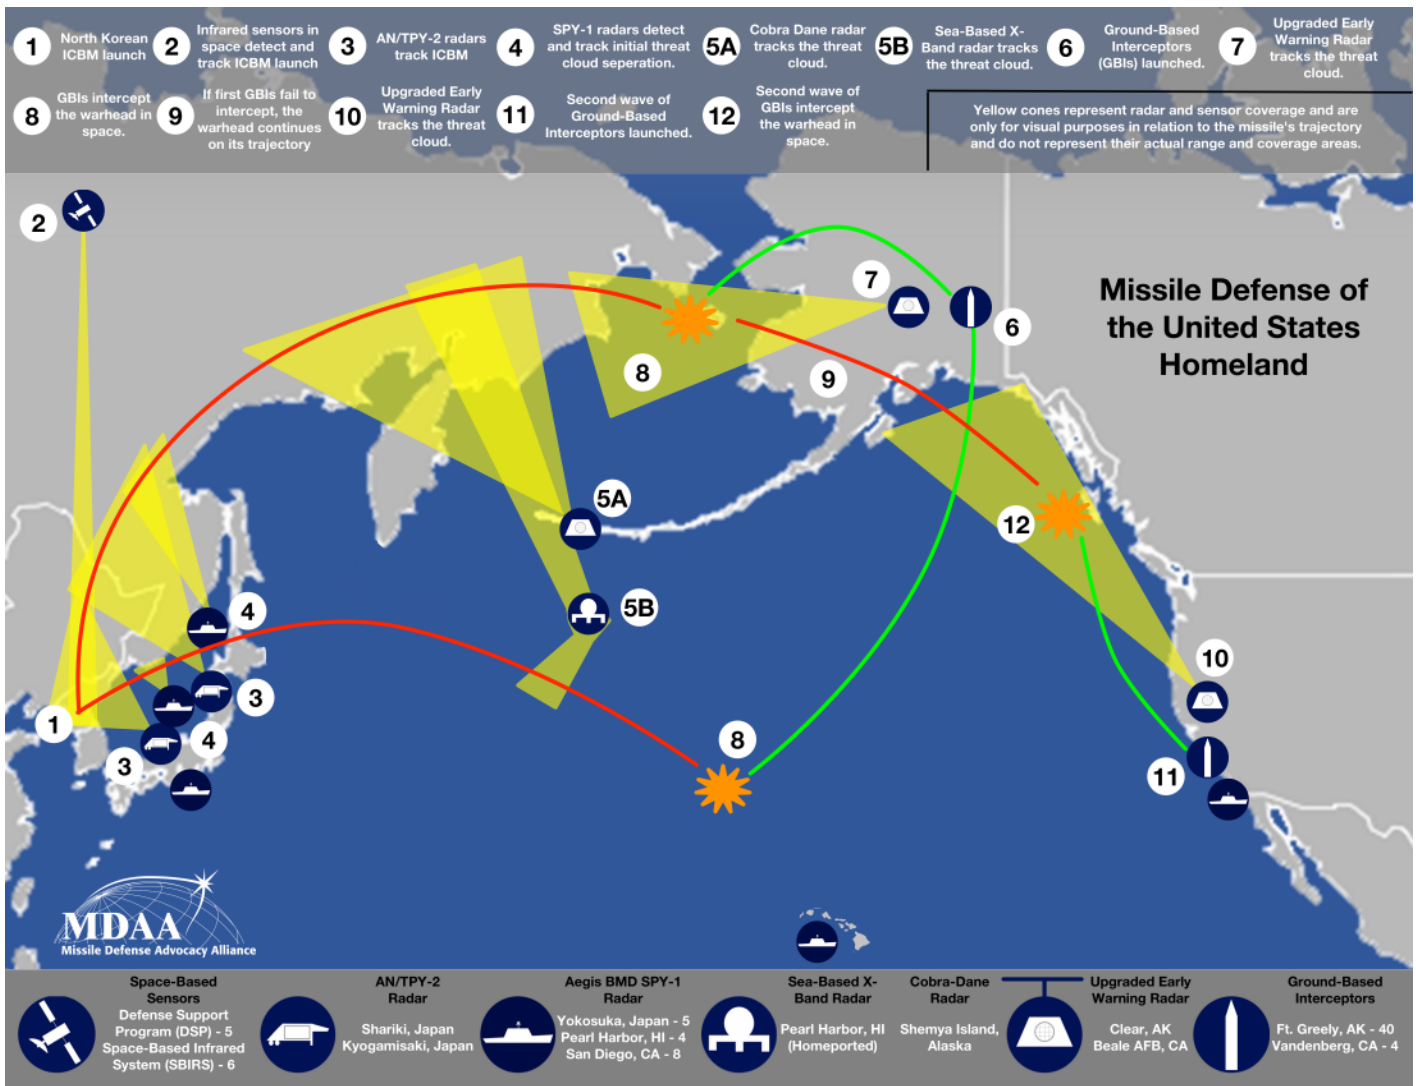 1
North Korean
ICBM launch
2
Infrared sensors in
space detect and
track ICBM launch
3
AN/TPY-2 radars
track ICBM
4
SPY-1 radars detect
and track initial threat
cloud seperation.
5A
Cobra Dane radar
tracks the threat
cloud.
5B
Sea-Based X-
Band radar tracks
the threat cloud.
6
Ground-Based
Interceptors
(GBIs) launched.
7
Upgraded Early
Warning Radar
tracks the threat
cloud.
8
GBIs intercept
the warhead in
space.
9
If first GBIs fail to
intercept, the
warhead continues
on its trajectory
10
Upgraded Early
Warning Radar
tracks the threat
cloud.
11
Second wave of
Ground-Based
Interceptors launched.
12
Second wave of
GBIs intercept
the warhead in
space.
Yellow cones represent radar and sensor coverage and are
only for visual purposes in relation to the missile's trajectory
and do not represent their actual range and coverage areas.
2
7
6
Missile Defense of
the United States
Homeland
8
9
5A
12
5B
4
10
3
1
4
8
3
11
MDAA
Missile Defense Advocacy Alliance
Space-Based
Sensors
Defense Support
Program (DSP) - 5
Space-Based Infrared
System (SBIRS) - 6
AN/TPY-2
Radar
Shariki, Japan
Kyogamisaki, Japan
Aegis BMD SPY-1
Radar
Yokosuka, Japan - 5
Pearl Harbor, HI - 4
San Diego, CA - 8
Sea-Based X-
Band Radar
Pearl Harbor, HI
(Homeported)
Cobra-Dane
Radar
Shemya Island,
Alaska
Upgraded Early
Warning Radar
Clear, AK
Beale AFB, CA
Ground-Based
Interceptors
Ft. Greely, AK - 40
Vandenberg, CA - 4